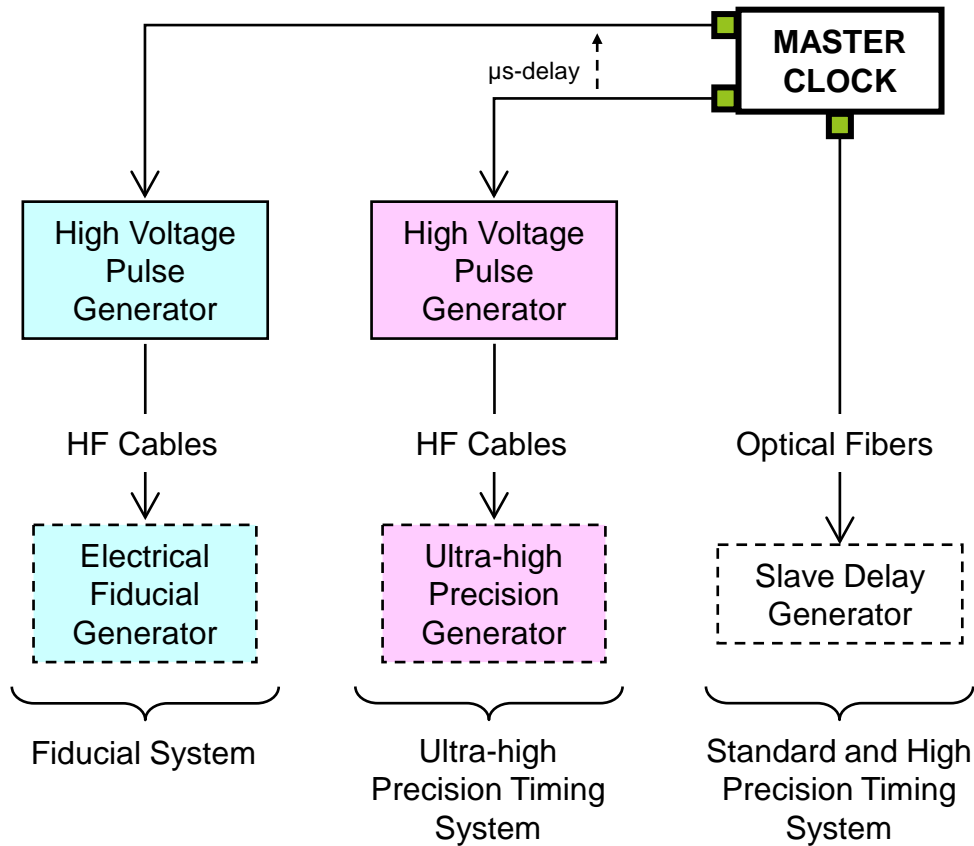 MASTER
CLOCK
µs-delay
High Voltage
Pulse
Generator
High Voltage
Pulse
Generator
HF Cables
HF Cables
Optical Fibers
Electrical
Fiducial
Generator
Ultra-high
Precision
Generator
Slave Delay
Generator
Fiducial System
Ultra-high
Precision Timing
System
Standard and High
Precision Timing
System